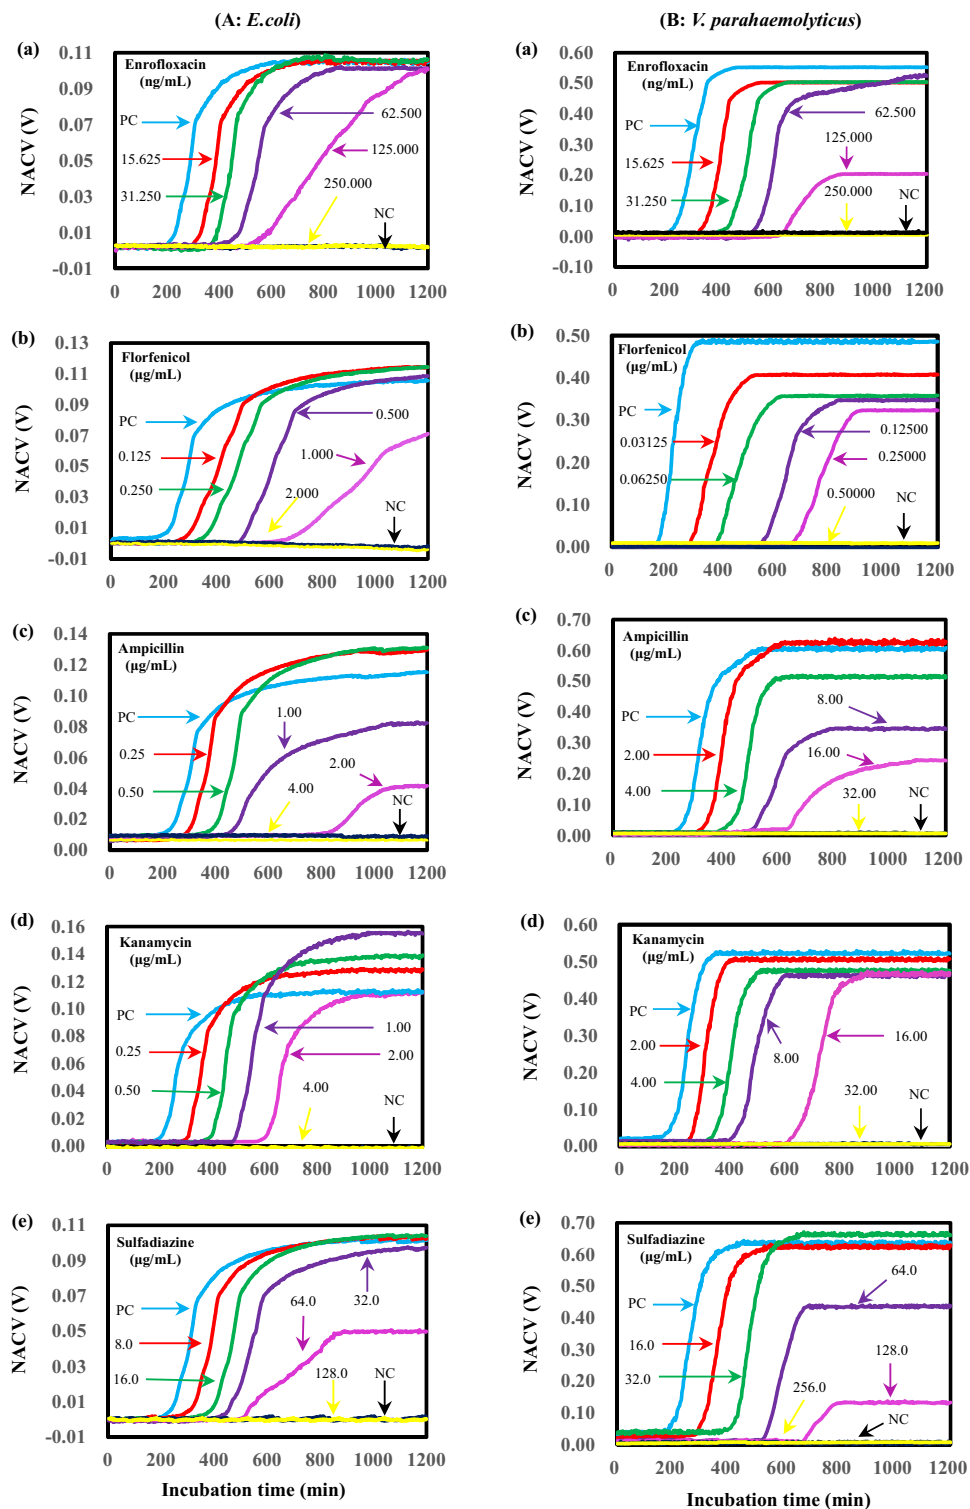 (A: E.coli)
(B: V. parahaemolyticus)
(a)
0.11
0.09
0.07
0.05
0.03
0.01
-0.01
NACV (V)
Enrofloxacin
(ng/mL)
PC
15.625
31.250
62.500
125.000
250.000
NC
0 200 400 600 800 1000 1200
(a)
0.60
0.50
0.40
0.30
0.20
0.10
0.00
-0.10
NACV (V)
Enrofloxacin
(ng/mL)
PC
15.625
31.250
62.500
125.000
250.000
NC
0 200 400 600 800 1000 1200
(b)
0.13
0.11
0.09
0.07
0.05
0.03
0.01
-0.01
NACV (V)
Florfenicol
(μg/mL)
PC
0.125
0.250
0.500
1.000
2.000
NC
0 200 400 600 800 1000 1200
(b)
0.50
0.40
0.30
0.20
0.10
0.00
NACV (V)
Florfenicol
(μg/mL)
PC
0.03125
0.06250
0.12500
0.25000
0.50000
NC
0 200 400 600 800 1000 1200
(c)
0.14
0.12
0.10
0.08
0.06
0.04
0.02
0.00
NACV (V)
Ampicillin
(μg/mL)
PC
0.25
0.50
1.00
2.00
4.00
NC
0 200 400 600 800 1000 1200
(c)
0.70
0.60
0.50
0.40
0.30
0.20
0.10
0.00
NACV (V)
Ampicillin
(μg/mL)
PC
2.00
4.00
8.00
16.00
32.00
NC
0 200 400 600 800 1000 1200
(d)
0.16
0.14
0.12
0.10
0.08
0.06
0.04
0.02
0.00
NACV (V)
Kanamycin
(μg/mL)
PC
0.25
0.50
1.00
2.00
4.00
NC
0 200 400 600 800 1000 1200
(d)
0.60
0.50
0.40
0.30
0.20
0.10
0.00
NACV (V)
Kanamycin
(μg/mL)
PC
2.00
4.00
8.00
16.00
32.00
NC
0 200 400 600 800 1000 1200
(e)
0.11
0.09
0.07
0.05
0.03
0.01
-0.01
NACV (V)
Sulfadiazine
(μg/mL)
PC
8.0
16.0
32.0
64.0
128.0
NC
0 200 400 600 800 1000 1200
Incubation time (min)
(e)
0.70
0.60
0.50
0.40
0.30
0.20
0.10
0.00
NACV (V)
Sulfadiazine
(μg/mL)
PC
16.0
32.0
64.0
128.0
256.0
NC
0 200 400 600 800 1000 1200
Incubation time (min)